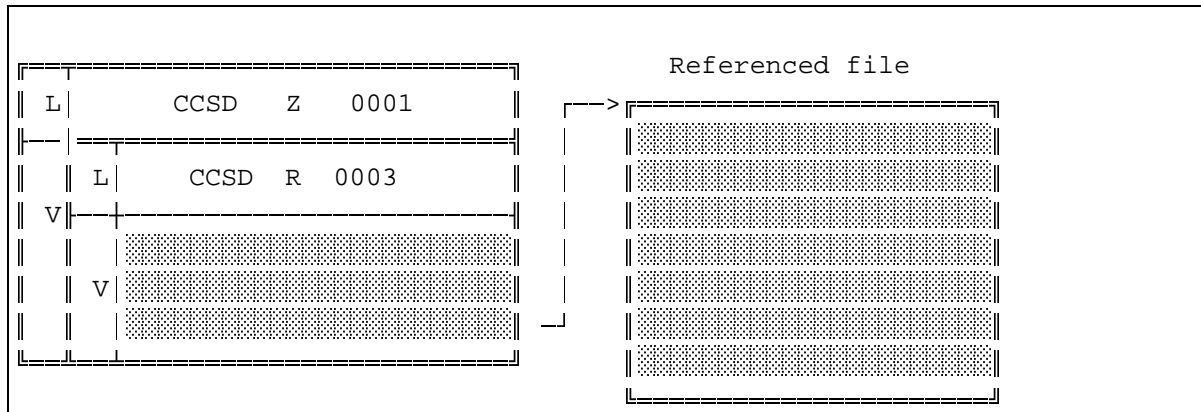 Referenced file
L CCSD Z 0001
L CCSD R 0003
V
V